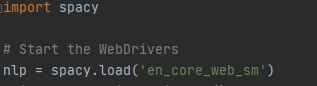 import spacy
# Start the WebDrivers
nlp = spacy.load('en_core_web_sm')